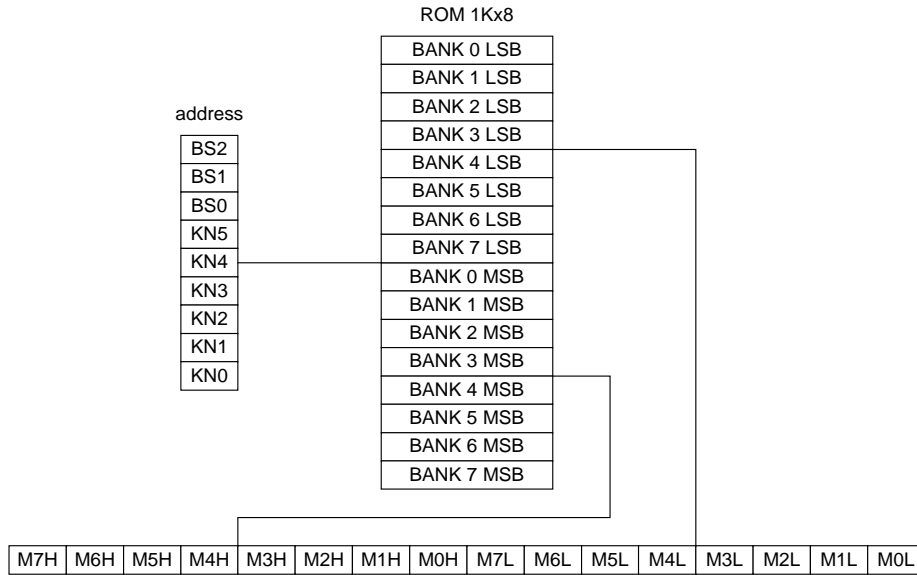 ROM 1Kx8
BANK 0 LSB
BANK 1 LSB
BANK 2 LSB
BANK 3 LSB
BANK 4 LSB
BANK 5 LSB
BANK 6 LSB
BANK 7 LSB
BANK 0 MSB
BANK 1 MSB
BANK 2 MSB
BANK 3 MSB
BANK 4 MSB
BANK 5 MSB
BANK 6 MSB
BANK 7 MSB
address
BS2
BS1
BS0
KN5
KN4
KN3
KN2
KN1
KN0
M7H M6H M5H M4H M3H M2H M1H M0H M7L M6L M5L M4L M3L M2L M1L M0L